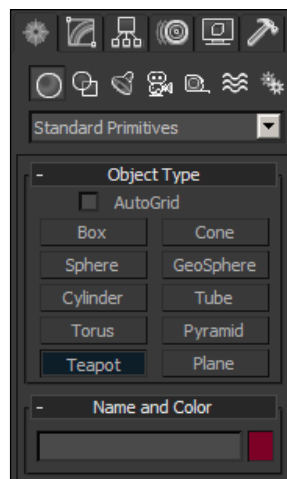 Standard Primitives
- Object Type
AutoGrid
Box Cone
Sphere GeoSphere
Cylinder Tube
Torus Pyramid
Teapot Plane
- Name and Color